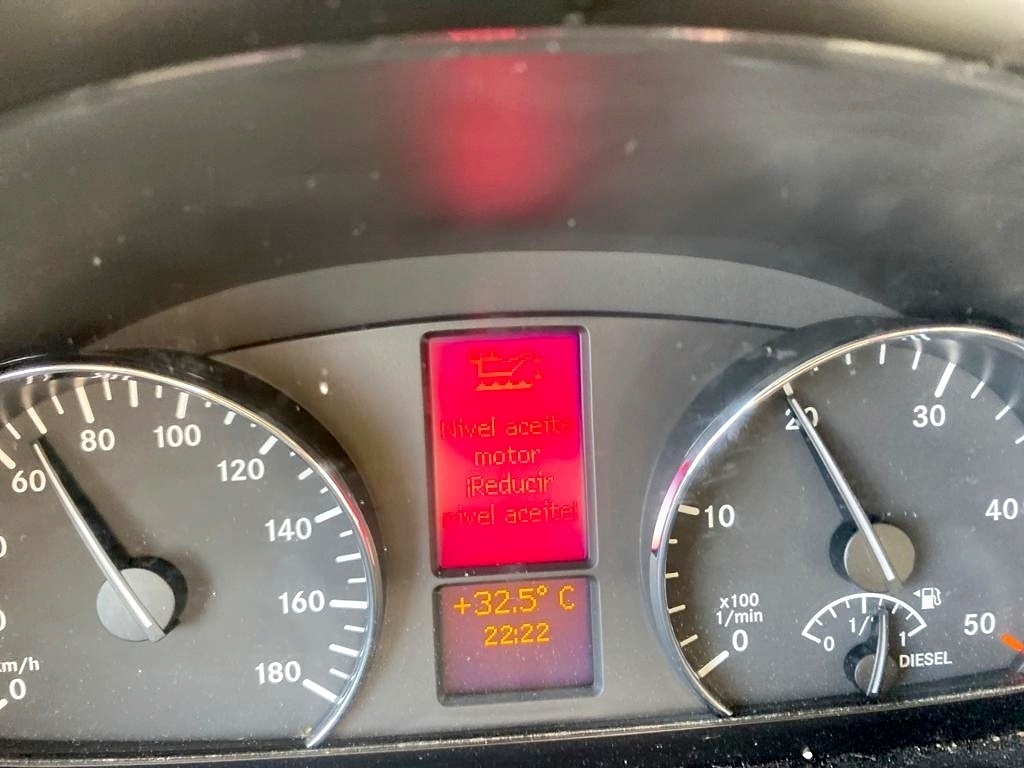 Nivel aceite
motor
¡Reducir
nivel aceite!
+32.5° C
22:22
60
80
100
120
140
160
180
km/h
0
x100
1/min
0
10
20
30
40
50
0
1/
1
DIESEL